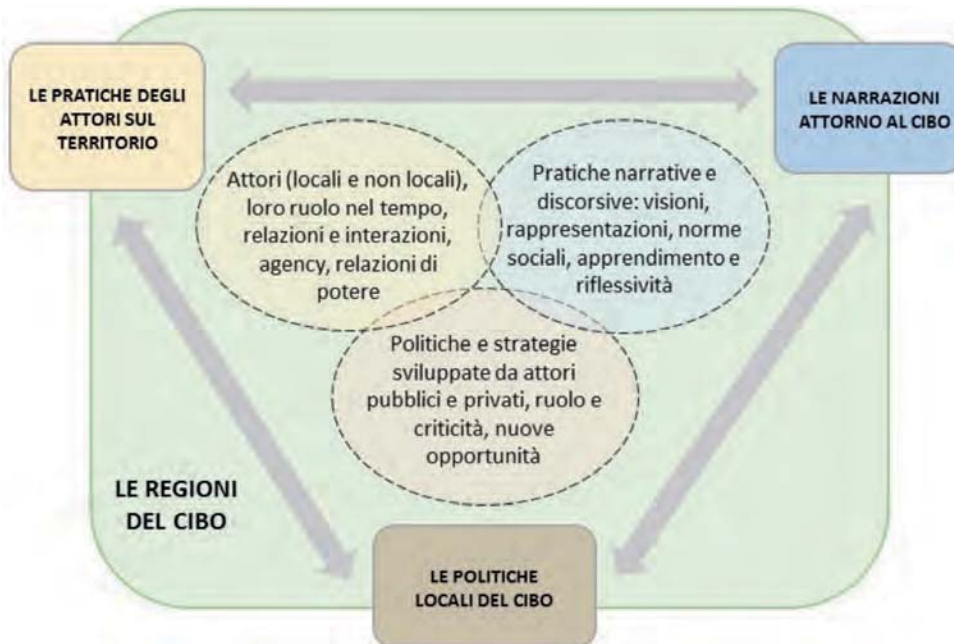 LE PRATICHE DEGLI
ATTORI SUL
TERRITORIO
LE NARRAZIONI
ATTORNO AL CIBO
Attori (locali e non locali),
loro ruolo nel tempo,
relazioni e interazioni,
agency, relazioni di
potere
Pratiche narrative e
discorsive: visioni,
rappresentazioni, norme
sociali, apprendimento e
riflessività
Politiche e strategie
sviluppate da attori
pubblici e privati, ruolo e
criticità, nuove
opportunità
LE REGIONI
DEL CIBO
LE POLITICHE
LOCALI DEL CIBO